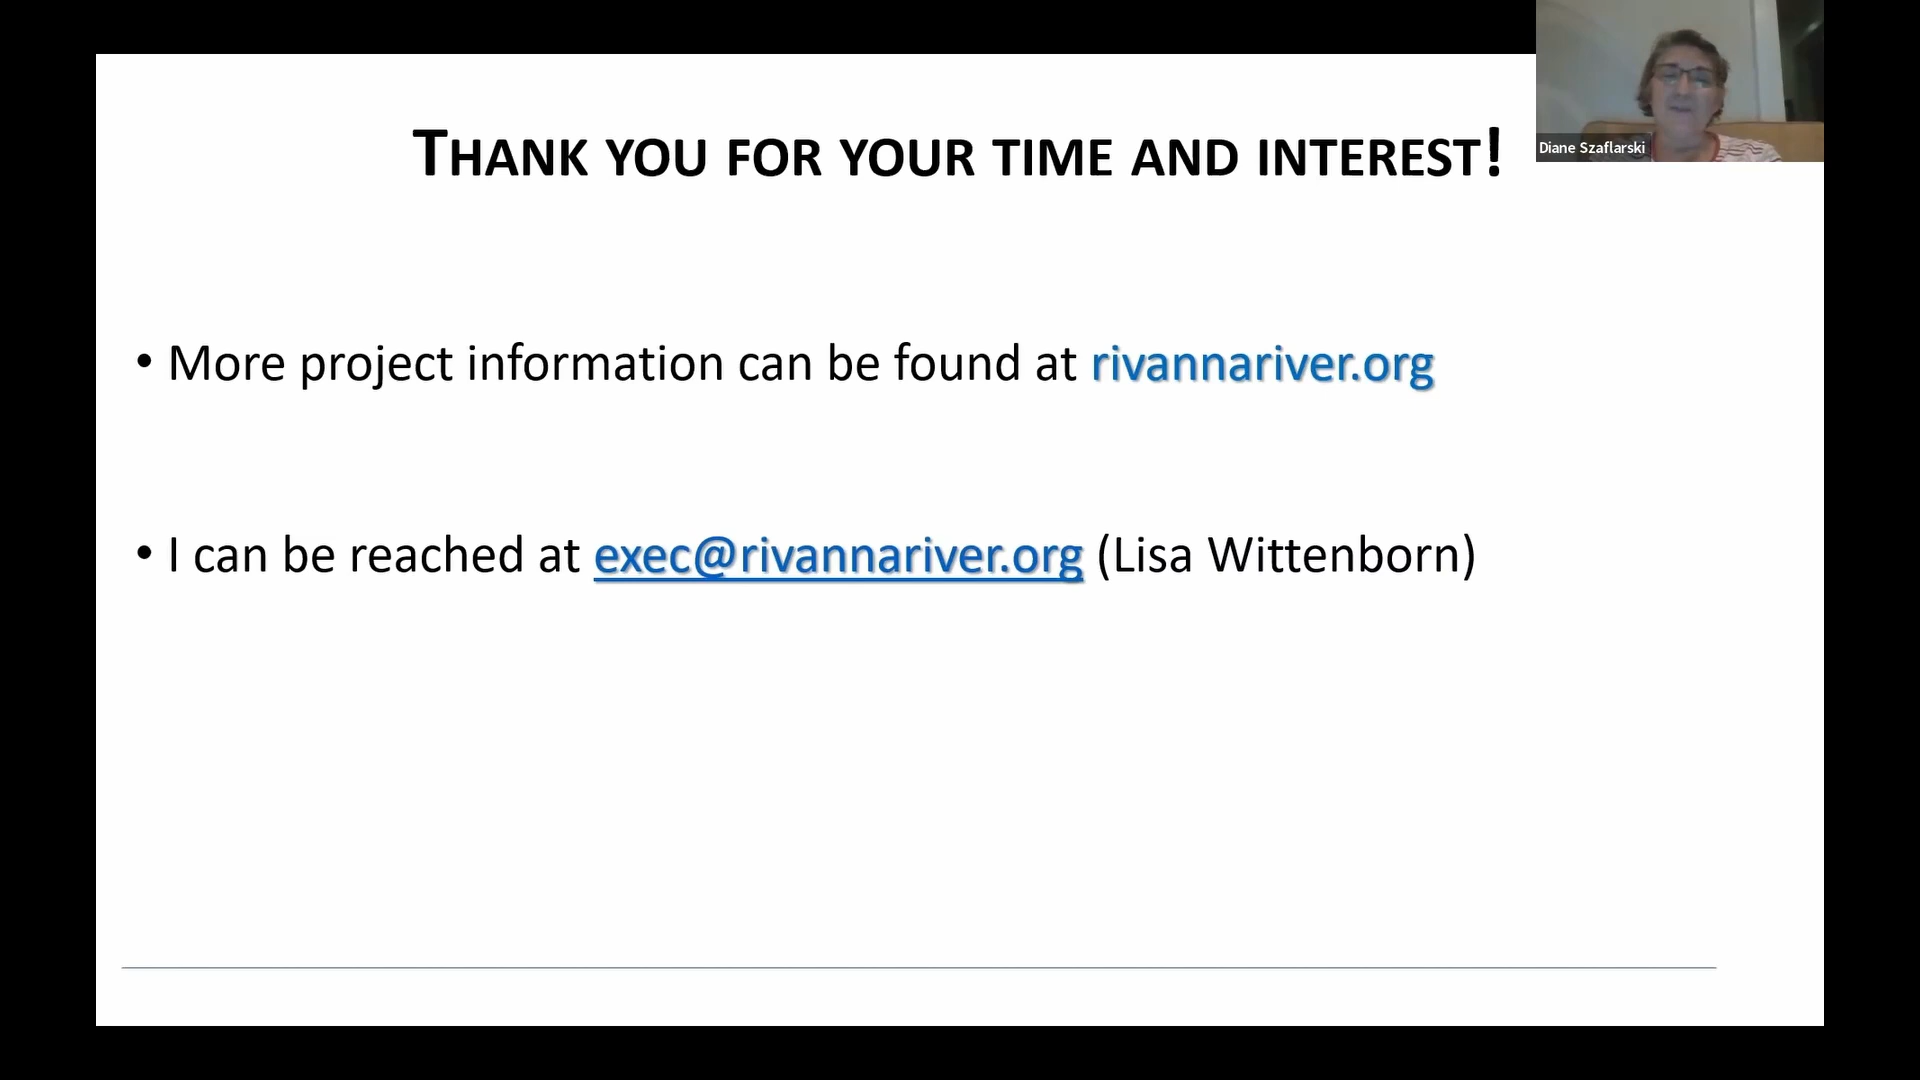 Thank you for your time and interest!
Diane Szaflarski
• More project information can be found at rivannariver.org
• I can be reached at exec@rivannariver.org (Lisa Wittenborn)